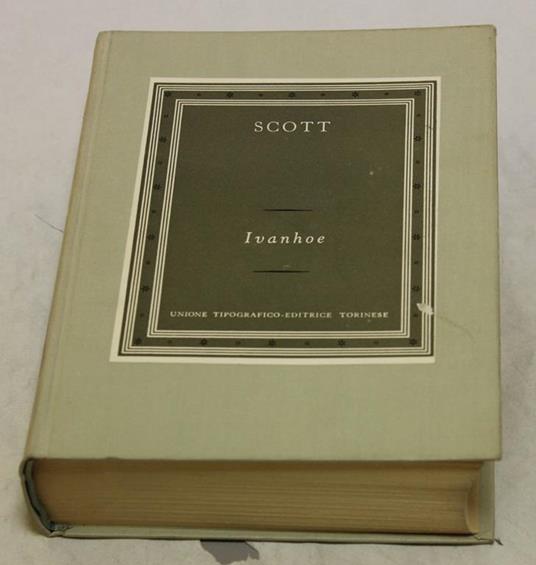 SCOTT
Ivanhoe
UNIONE TIPOGRAFICO-EDITRICE TORINESE